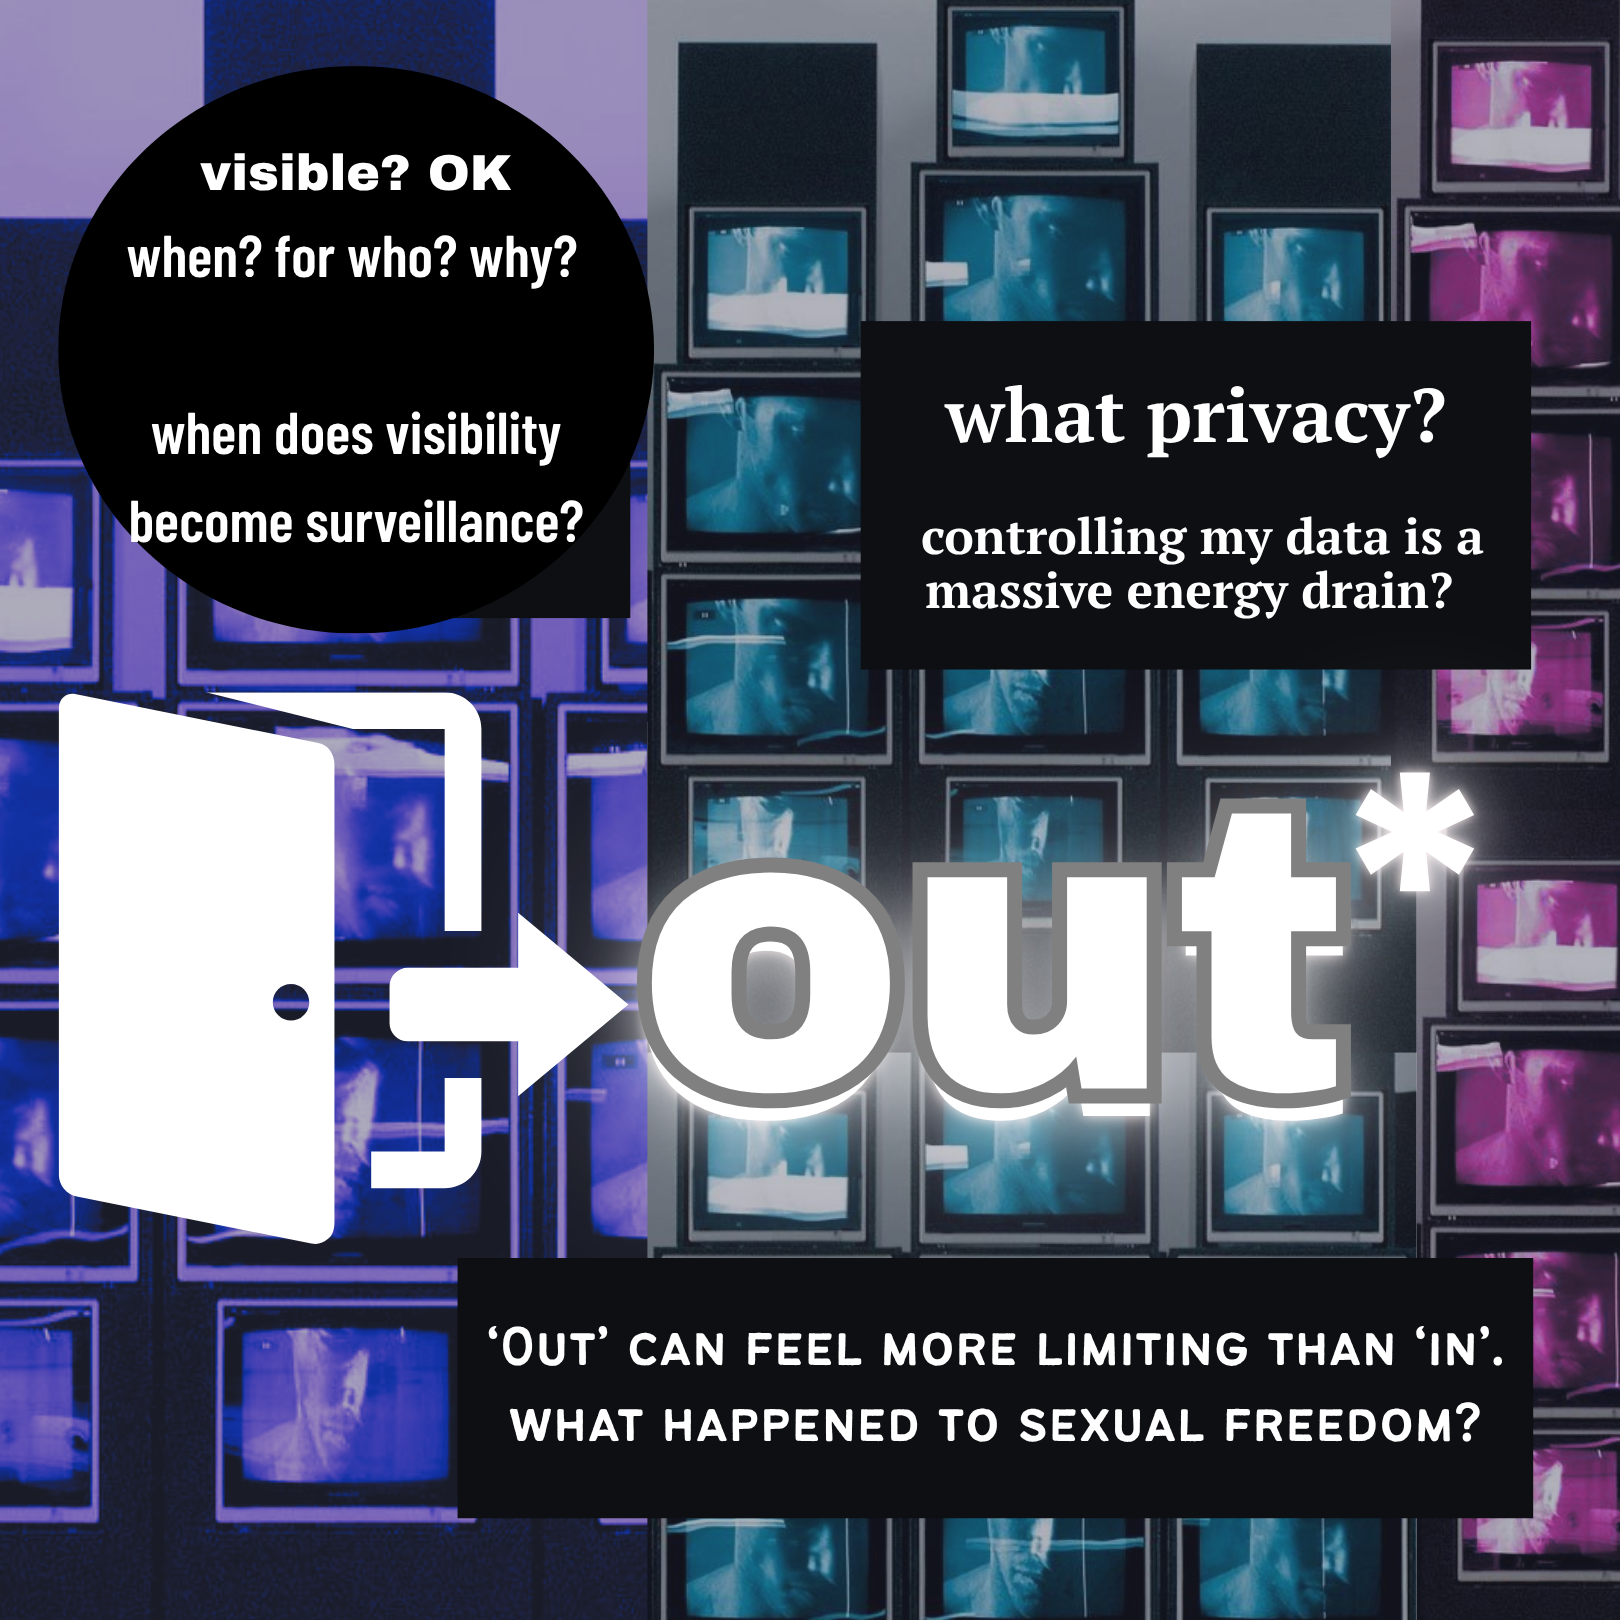 visible? OK
when? for who? why?
when does visibility
become surveillance?
what privacy?
controlling my data is a
massive energy drain?
out*
‘Out’ can feel more limiting than ‘in’.
what happened to sexual freedom?